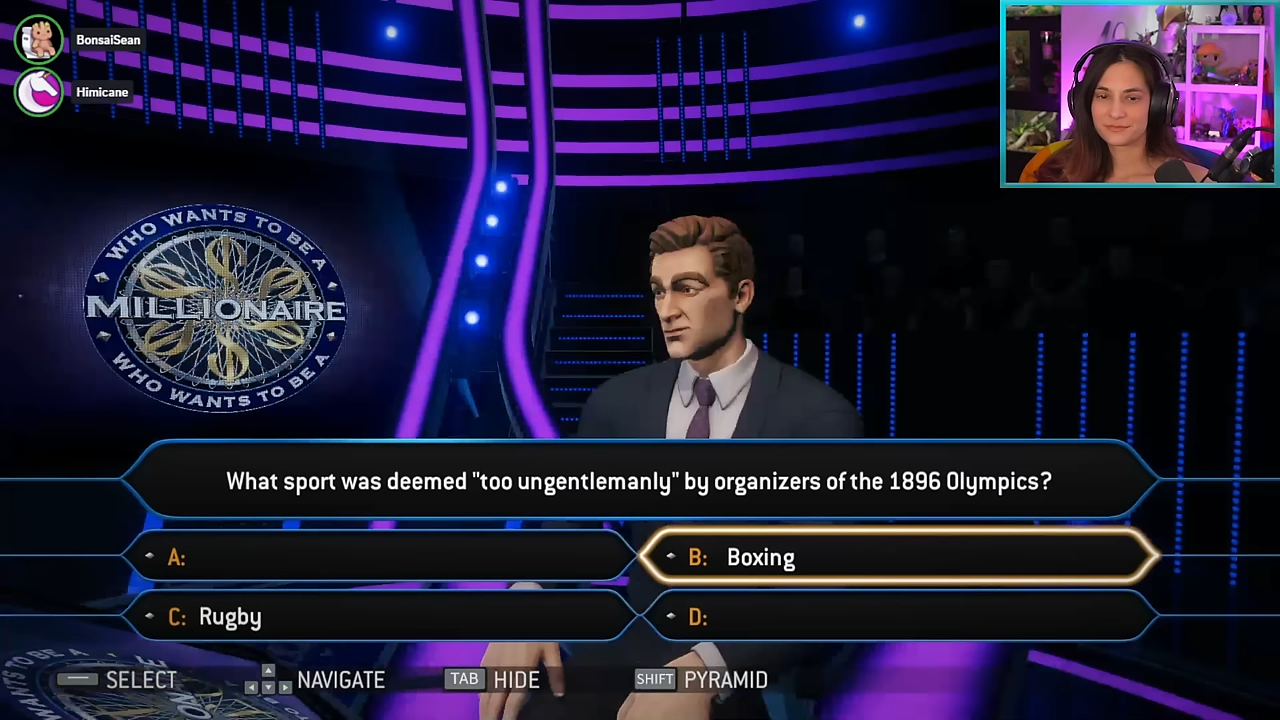 BonsaiSean
Himicane
WHO WANTS TO BE A
MILLIONAIRE
WHO WANTS TO BE A
What sport was deemed "too ungentlemanly" by organizers of the 1896 Olympics?
A:
B: Boxing
C: Rugby
D:
SELECT
NAVIGATE
TAB HIDE
SHIFT PYRAMID